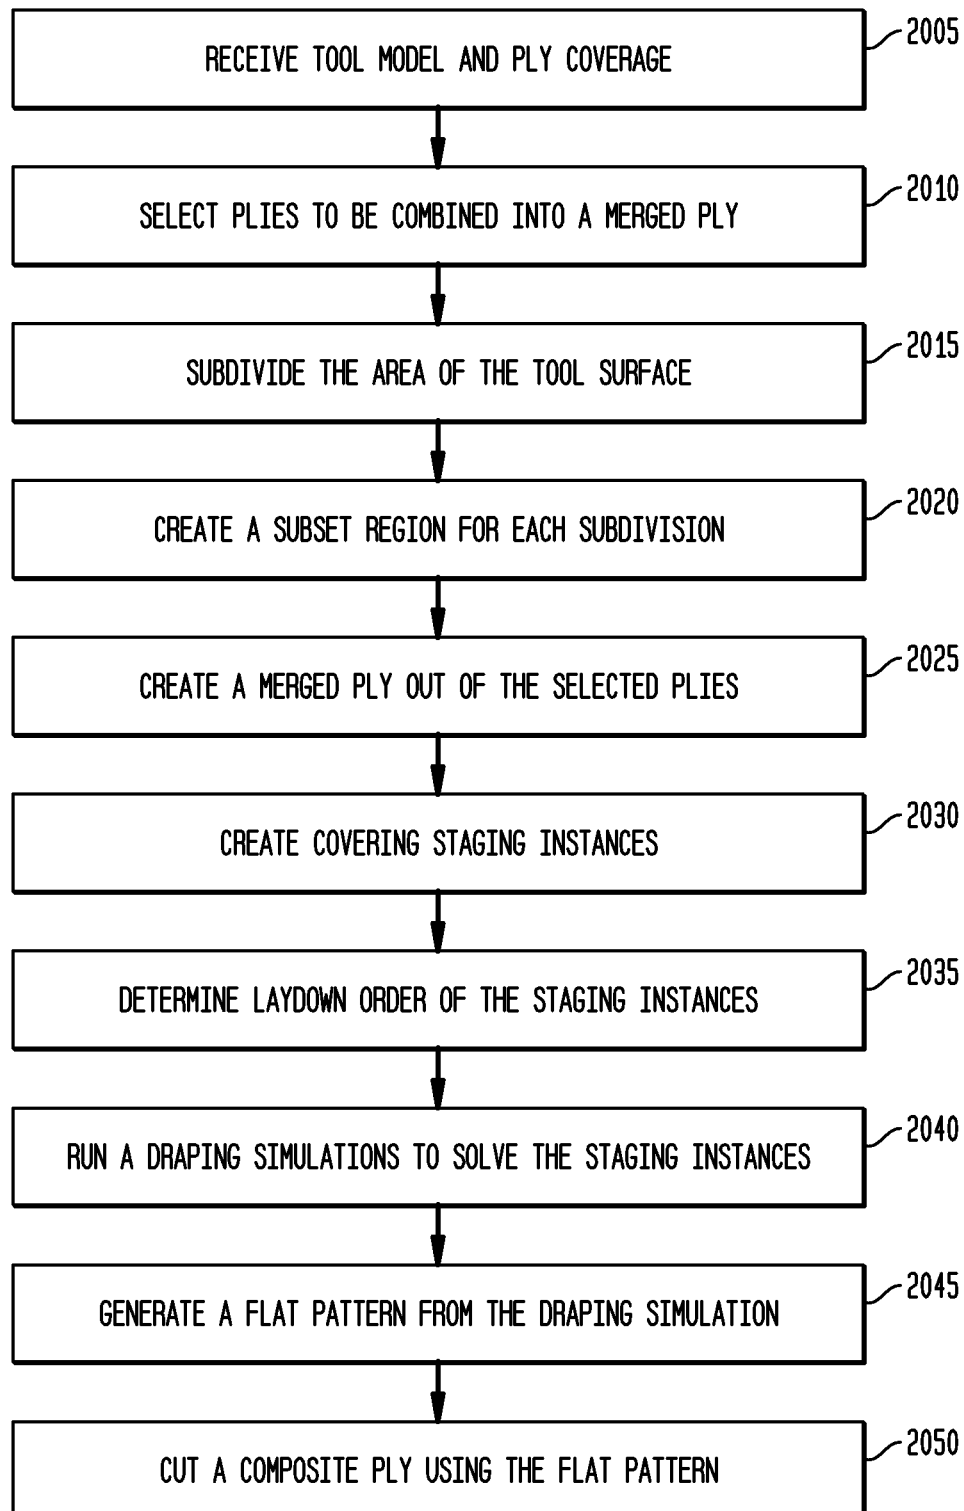 RECEIVE TOOL MODEL AND PLY COVERAGE
2005
SELECT PLIES TO BE COMBINED INTO A MERGED PLY
2010
SUBDIVIDE THE AREA OF THE TOOL SURFACE
2015
CREATE A SUBSET REGION FOR EACH SUBDIVISION
2020
CREATE A MERGED PLY OUT OF THE SELECTED PLIES
2025
CREATE COVERING STAGING INSTANCES
2030
DETERMINE LAYDOWN ORDER OF THE STAGING INSTANCES
2035
RUN A DRAPING SIMULATIONS TO SOLVE THE STAGING INSTANCES
2040
GENERATE A FLAT PATTERN FROM THE DRAPING SIMULATION
2045
CUT A COMPOSITE PLY USING THE FLAT PATTERN
2050